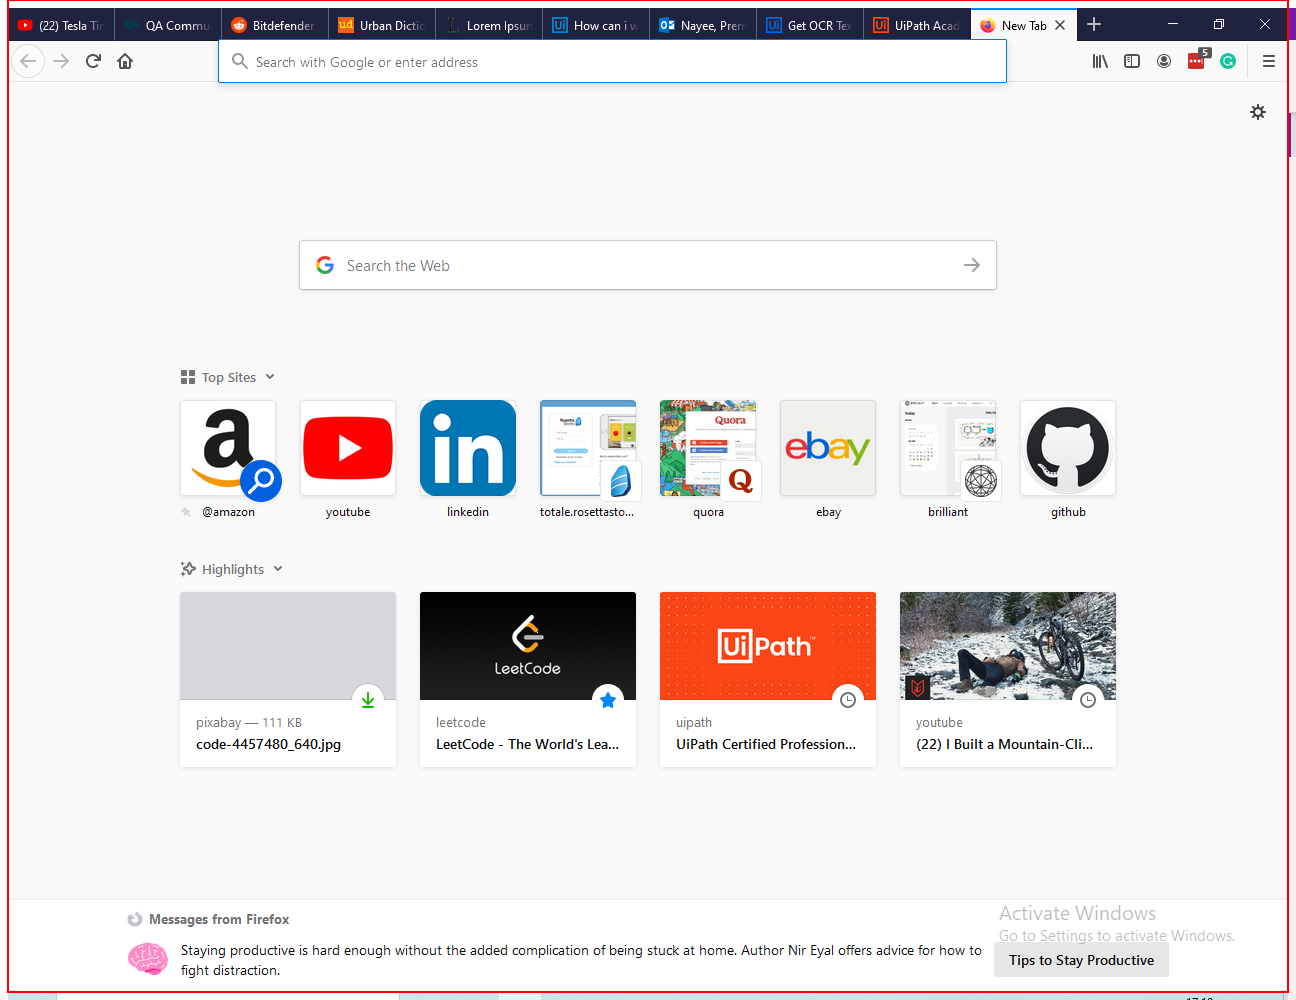 (22) Tesla Tir
QA Commu
Bitdefender
Urban Dictio
Lorem Ipsun
How can i w
Nayee, Prem
Get OCR Tex
UiPath Acad
New Tab
Search with Google or enter address
5
Search the Web
Top Sites
Quora
ebay
@amazon
youtube
linkedin
totale.rosettasto...
quora
ebay
brilliant
github
Highlights
LeetCode
UiPath
pixabay — 111 KB
code-4457480_640.jpg
leetcode
LeetCode - The World's Lea...
uipath
UiPath Certified Profession...
youtube
(22) I Built a Mountain-Cli...
Messages from Firefox
Staying productive is hard enough without the added complication of being stuck at home. Author Nir Eyal offers advice for how to
fight distraction.
Activate Windows
Go to Settings to activate Windows.
Tips to Stay Productive